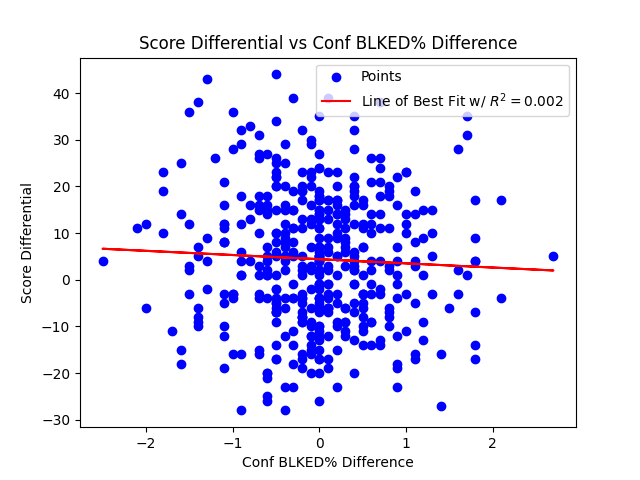 Score Differential vs Conf BLKED% Difference
Points
Line of Best Fit w/ R² = 0.002
Score Differential
40
30
20
10
0
−10
−20
−30
−2
−1
0
1
2
Conf BLKED% Difference